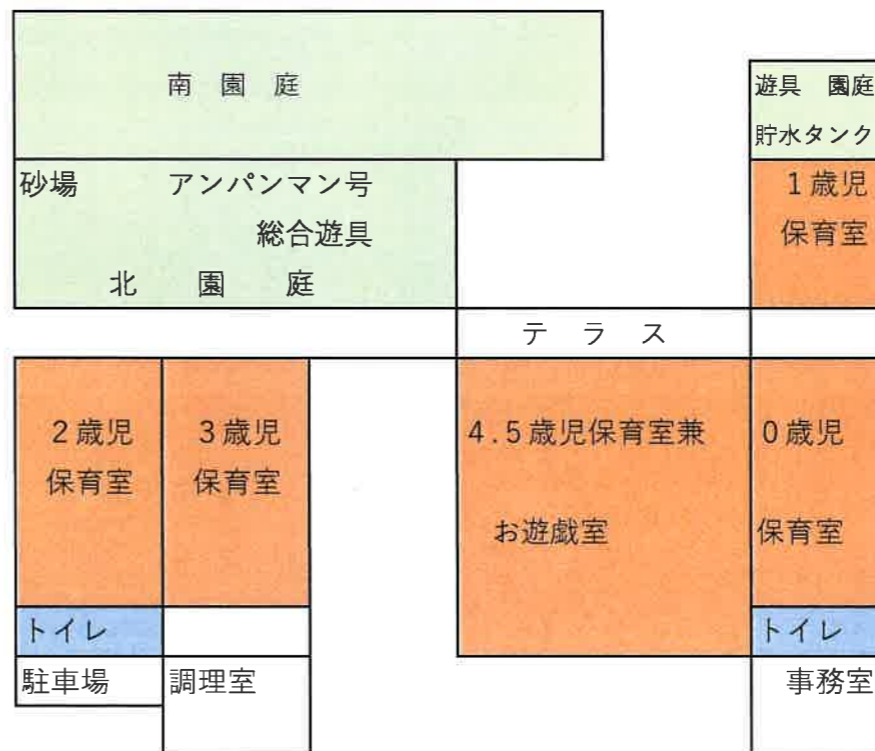 南 園 庭
遊具 園庭
貯水タンク
砂場 アンパンマン号
総合遊具
北 園 庭
1歳児
保育室
テ ラ ス
2歳児
保育室
3歳児
保育室
4.5歳児保育室兼
お遊戯室
0歳児
保育室
トイレ
トイレ
駐車場
調理室
事務室